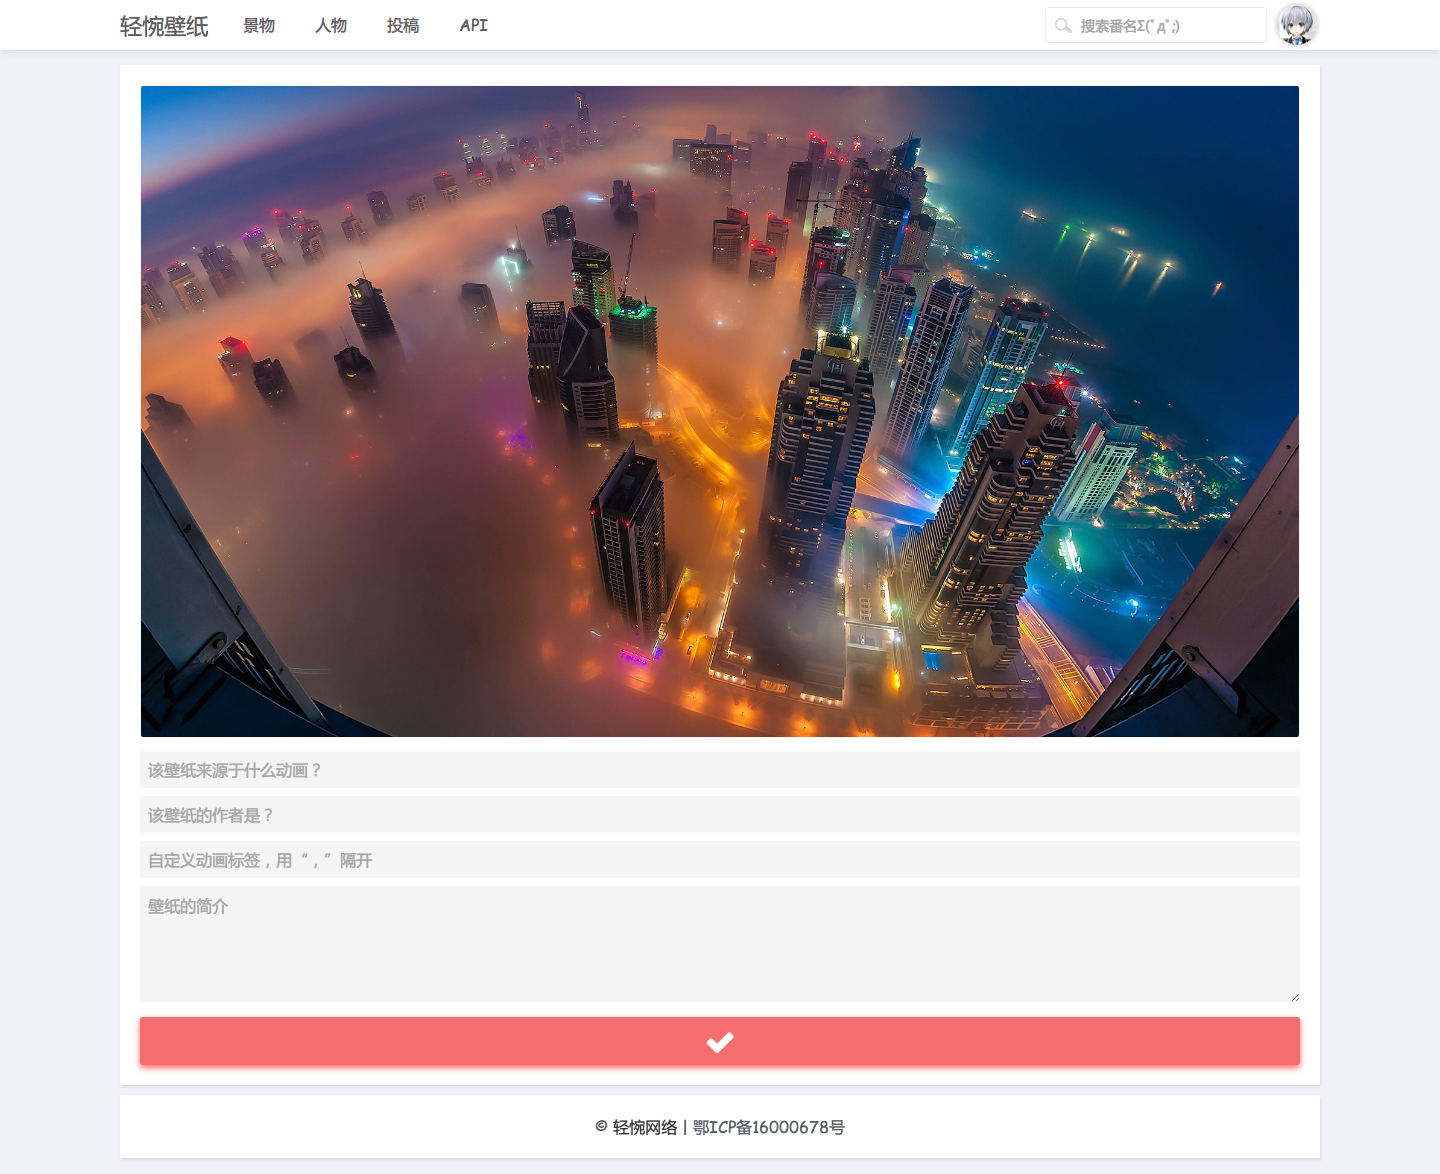 轻惋壁纸 景物 人物 投稿 API 搜索番名Σ(ﾟдﾟ;)
该壁纸来源于什么动画？
该壁纸的作者是？
自定义动画标签，用“，”隔开
壁纸的简介
© 轻惋网络 | 鄂ICP备16000678号